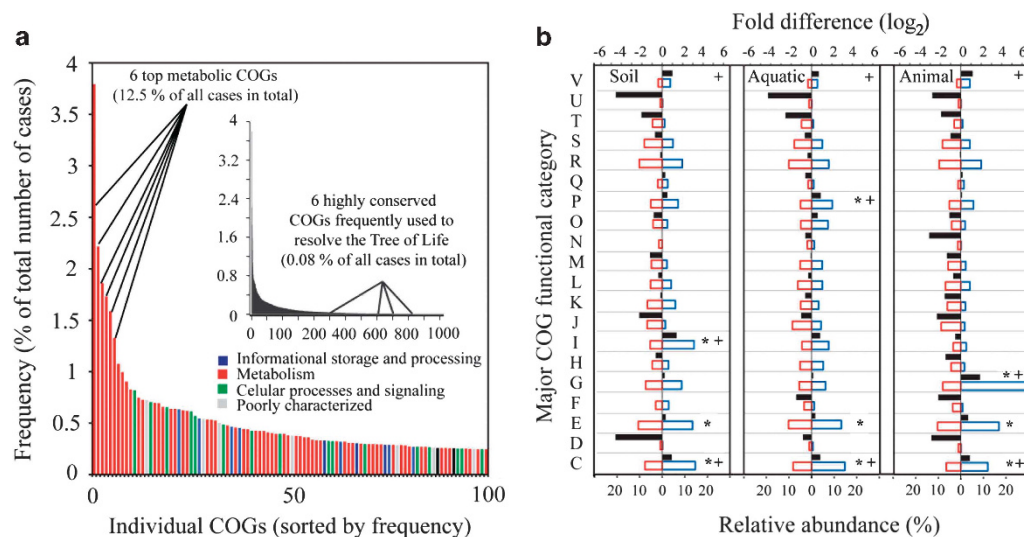 a
Frequency (% of total number of cases)
4
3.5
3
2.5
2
1.5
1
0.5
0
6 top metabolic COGs
(12.5 % of all cases in total)
4
3.2
2.4
1.6
0.8
0
6 highly conserved
COGs frequently used to
resolve the Tree of Life
(0.08 % of all cases in total)
0 200 400 600 800 1000
Informational storage and processing
Metabolism
Cellular processes and signaling
Poorly characterized
0 50 100
Individual COGs (sorted by frequency)
b
Fold difference (log2)
-6 -4 -2 0 2 4 6 -6 -4 -2 0 2 4 6 -6 -4 -2 0 2 4 6
Major COG functional category
Soil + Aquatic + Animal +
V
U
T
S
R
Q
P * +
O
N
M
L
K
J
I * +
H
G * +
F
E * * *
D
C * + * + * +
20 10 0 10 20 20 10 0 10 20 20 10 0 10 20
Relative abundance (%)